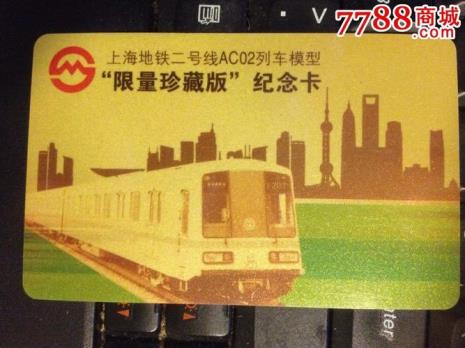 7788商城
.com
上海地铁二号线AC02列车模型
“限量珍藏版”纪念卡
V
Enter